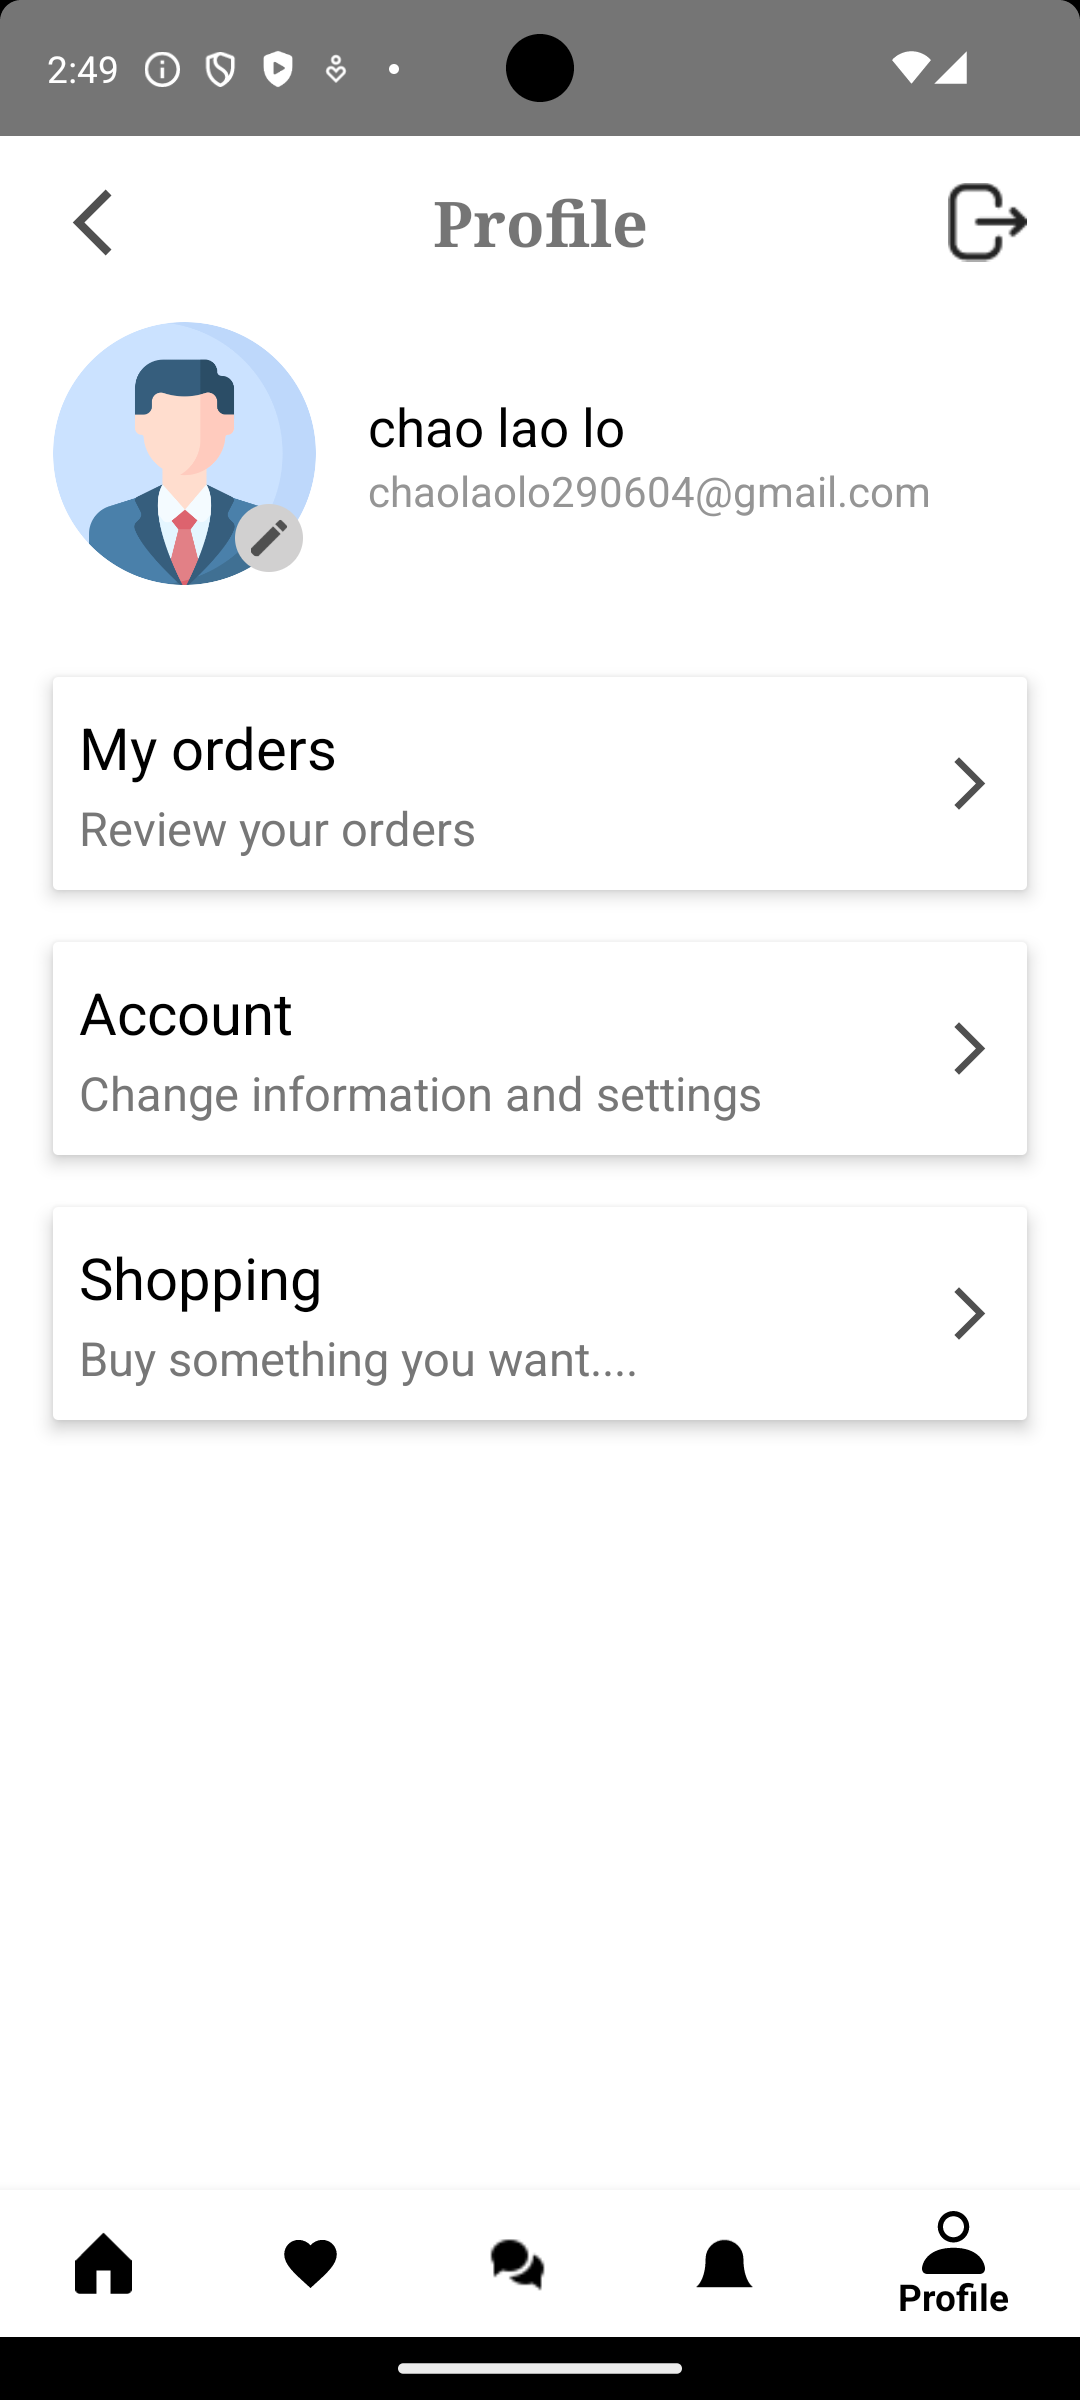 2:49
Profile
chao lao lo
chaolaolo290604@gmail.com
My orders
Review your orders
Account
Change information and settings
Shopping
Buy something you want....
Profile